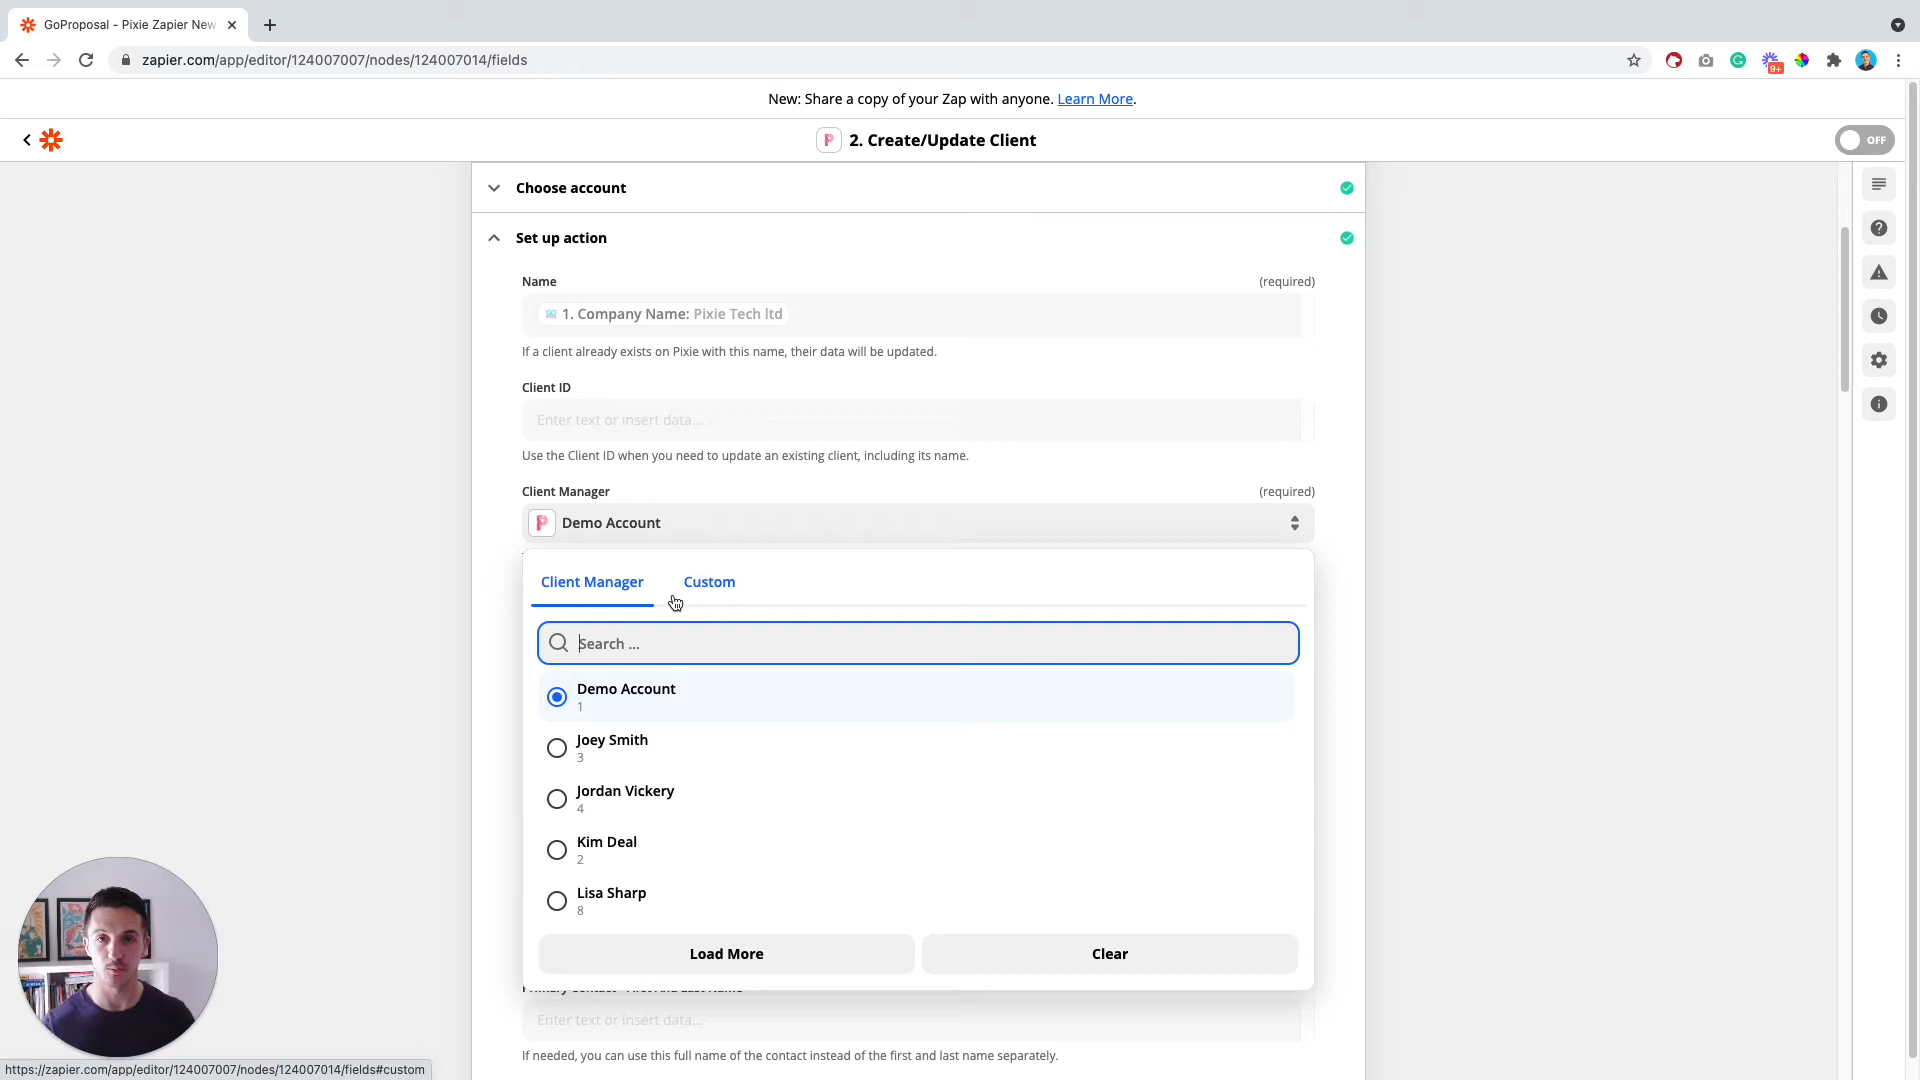 GoProposal - Pixie Zapier New
zapier.com/app/editor/124007007/nodes/124007014/fields
9+
New: Share a copy of your Zap with anyone. Learn More.
2. Create/Update Client
OFF
Choose account
Set up action
Name
(required)
1. Company Name: Pixie Tech ltd
If a client already exists on Pixie with this name, their data will be updated.
Client ID
Enter text or insert data...
Use the Client ID when you need to update an existing client, including its name.
Client Manager
(required)
Demo Account
Client Manager
Custom
Search ...
Demo Account
1
Joey Smith
3
Jordan Vickery
4
Kim Deal
2
Lisa Sharp
8
Load More
Clear
Enter text or insert data...
If needed, you can use this full name of the contact instead of the first and last name separately.
https://zapier.com/app/editor/124007007/nodes/124007014/fields#custom